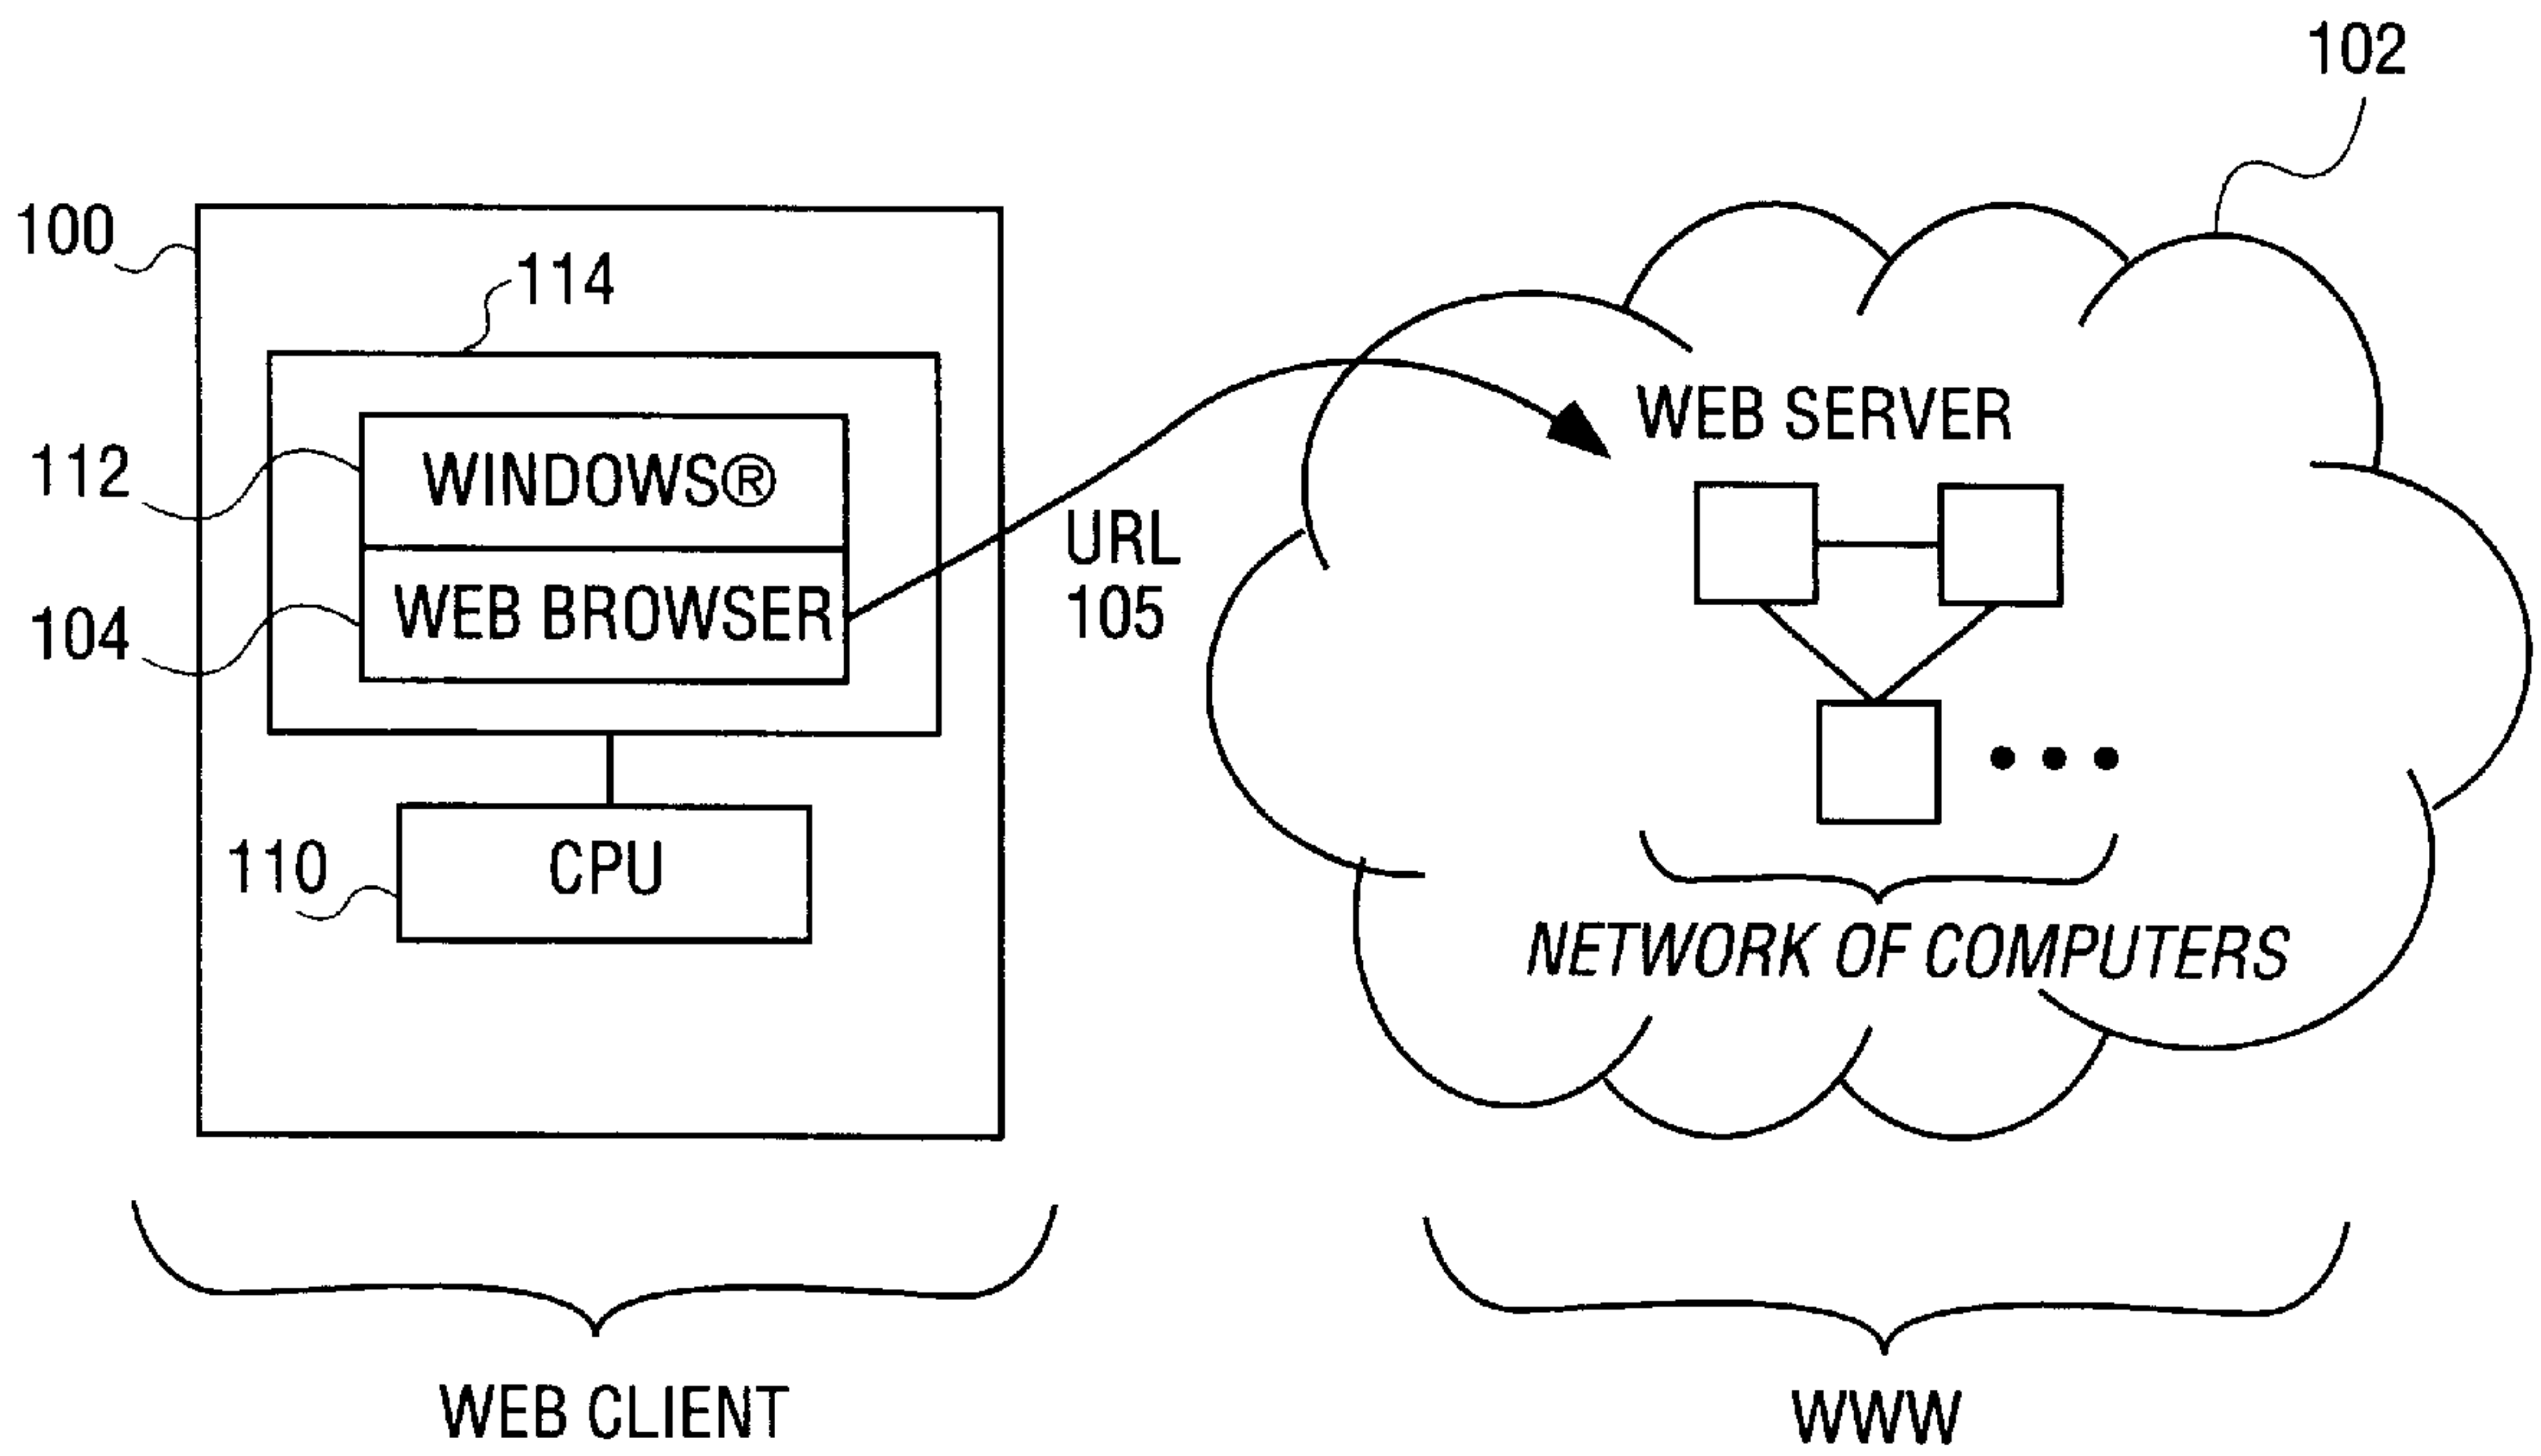 102
100
114
112
WINDOWS®
104
WEB BROWSER
URL
105
WEB SERVER
110
CPU
NETWORK OF COMPUTERS
WEB CLIENT
WWW